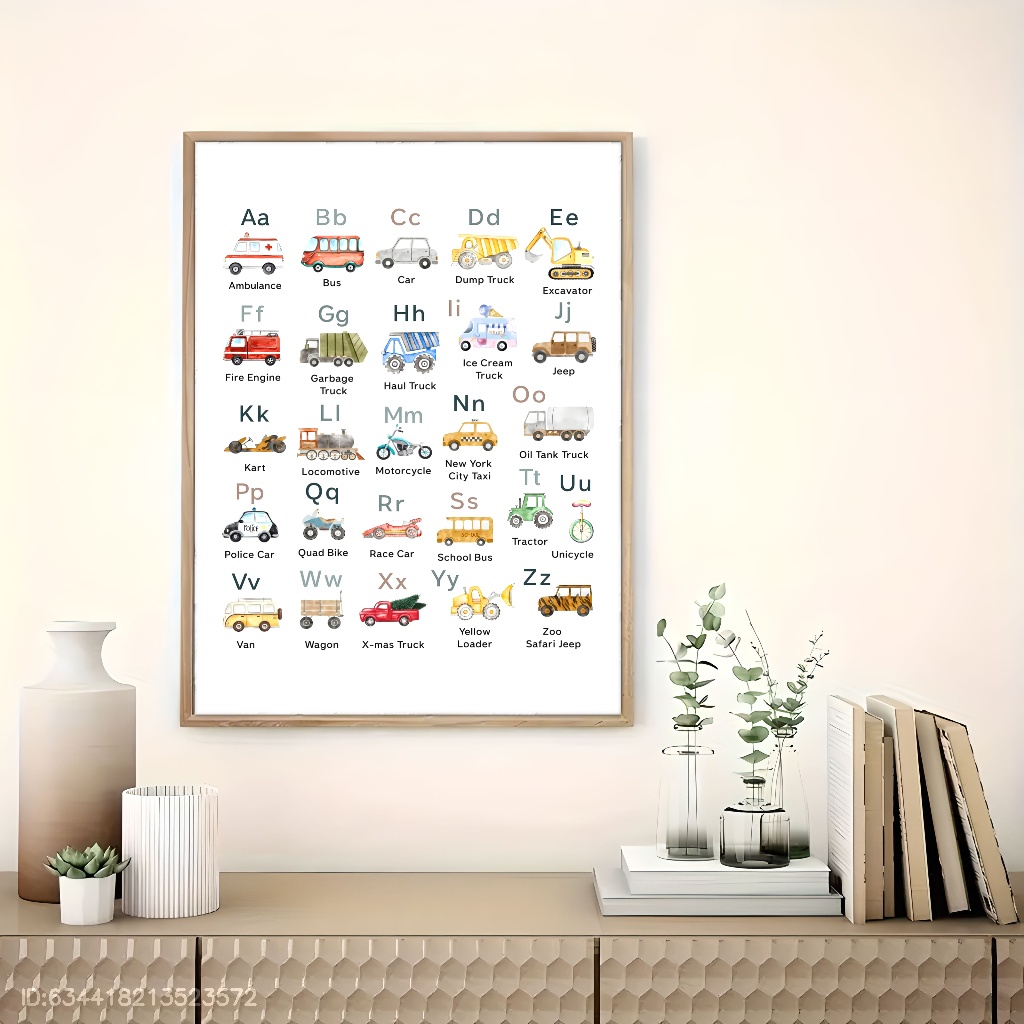 Aa Bb Cc Dd Ee
Ambulance Bus Car Dump Truck Excavator
Ff Gg Hh Ii Jj
Fire Engine Garbage Truck Haul Truck Ice Cream Truck Jeep
Kk Ll Mm Nn Oo
Kart Locomotive Motorcycle New York City Taxi Oil Tank Truck
Pp Qq Rr Ss Tt Uu
POLICE
Police Car Quad Bike Race Car School Bus Tractor Unicycle
Vv Ww Xx Yy Zz
Van Wagon X-mas Truck Yellow Loader Zoo Safari Jeep
ID:634418213523572